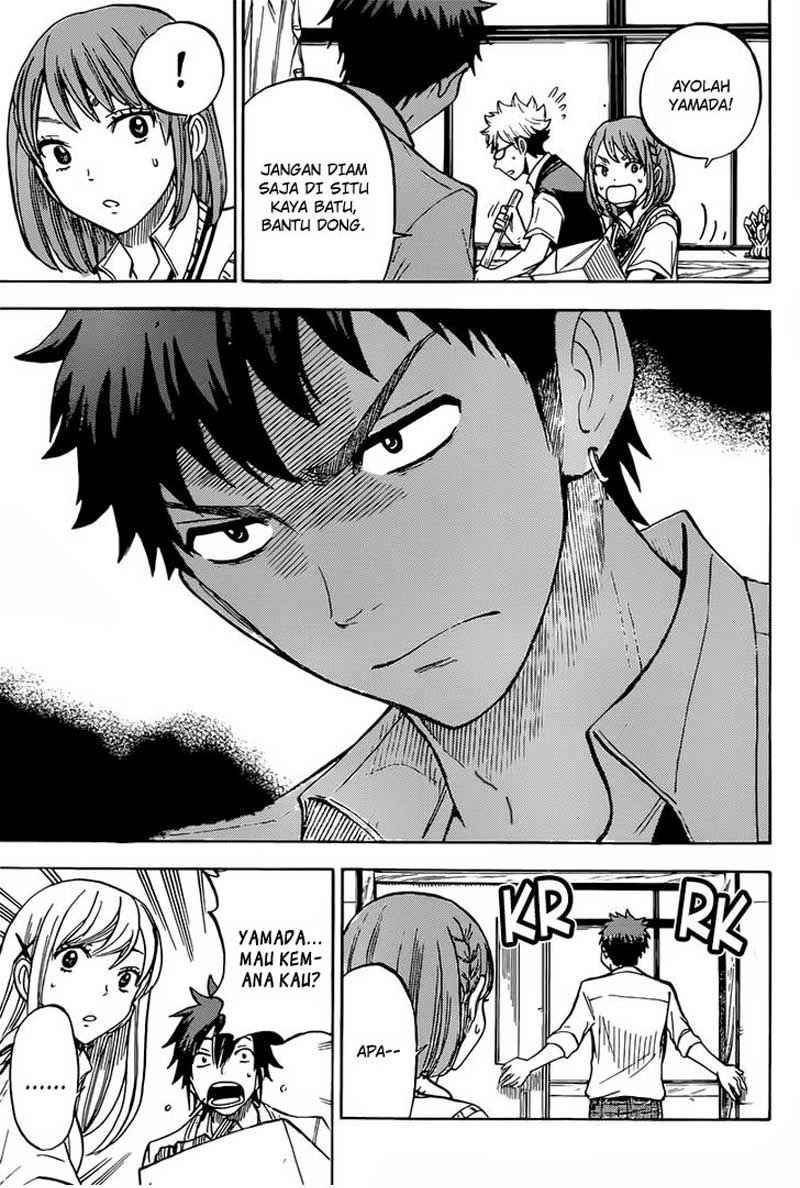 AYOLAH
YAMADA!
JANGAN DIAM
SAJA DI SITU
KAYA BATU,
BANTU DONG.
!
KR
RK
APA--
YAMADA...
MAU KEM-
ANA KAU?
......